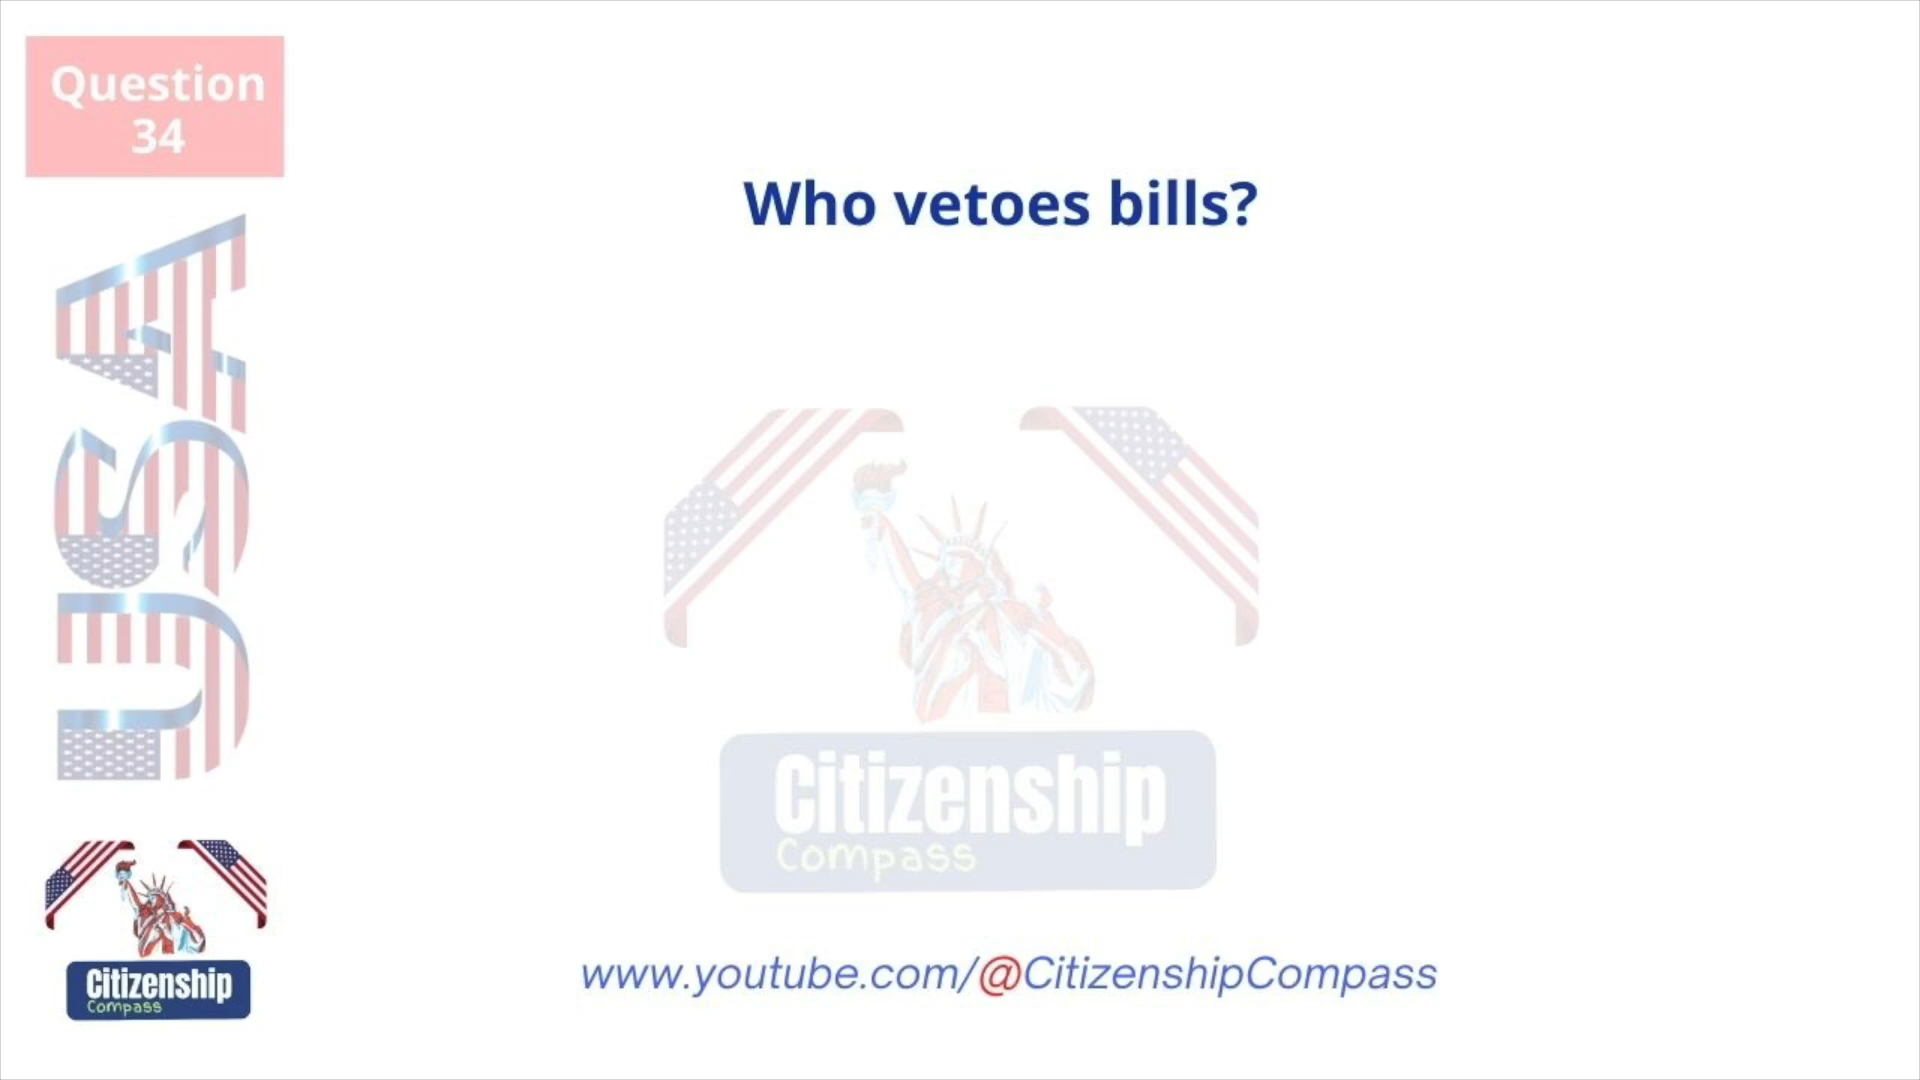 Question
34
Who vetoes bills?
USA
Citizenship
Compass
Citizenship
Compass
www.youtube.com/@CitizenshipCompass